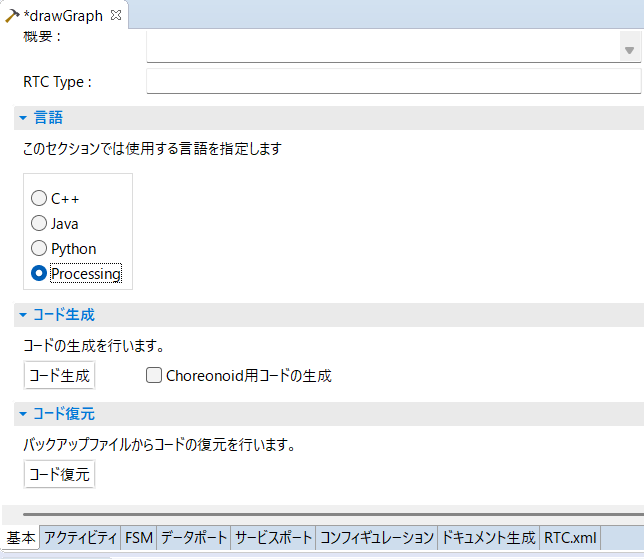 *drawGraph
概要 :
RTC Type :
言語
このセクションでは使用する言語を指定します
C++
Java
Python
Processing
コード生成
コードの生成を行います。
コード生成 Choreonoid用コードの生成
コード復元
バックアップファイルからコードの復元を行います。
コード復元
基本 アクティビティ FSM データポート サービスポート コンフィギュレーション ドキュメント生成 RTC.xml